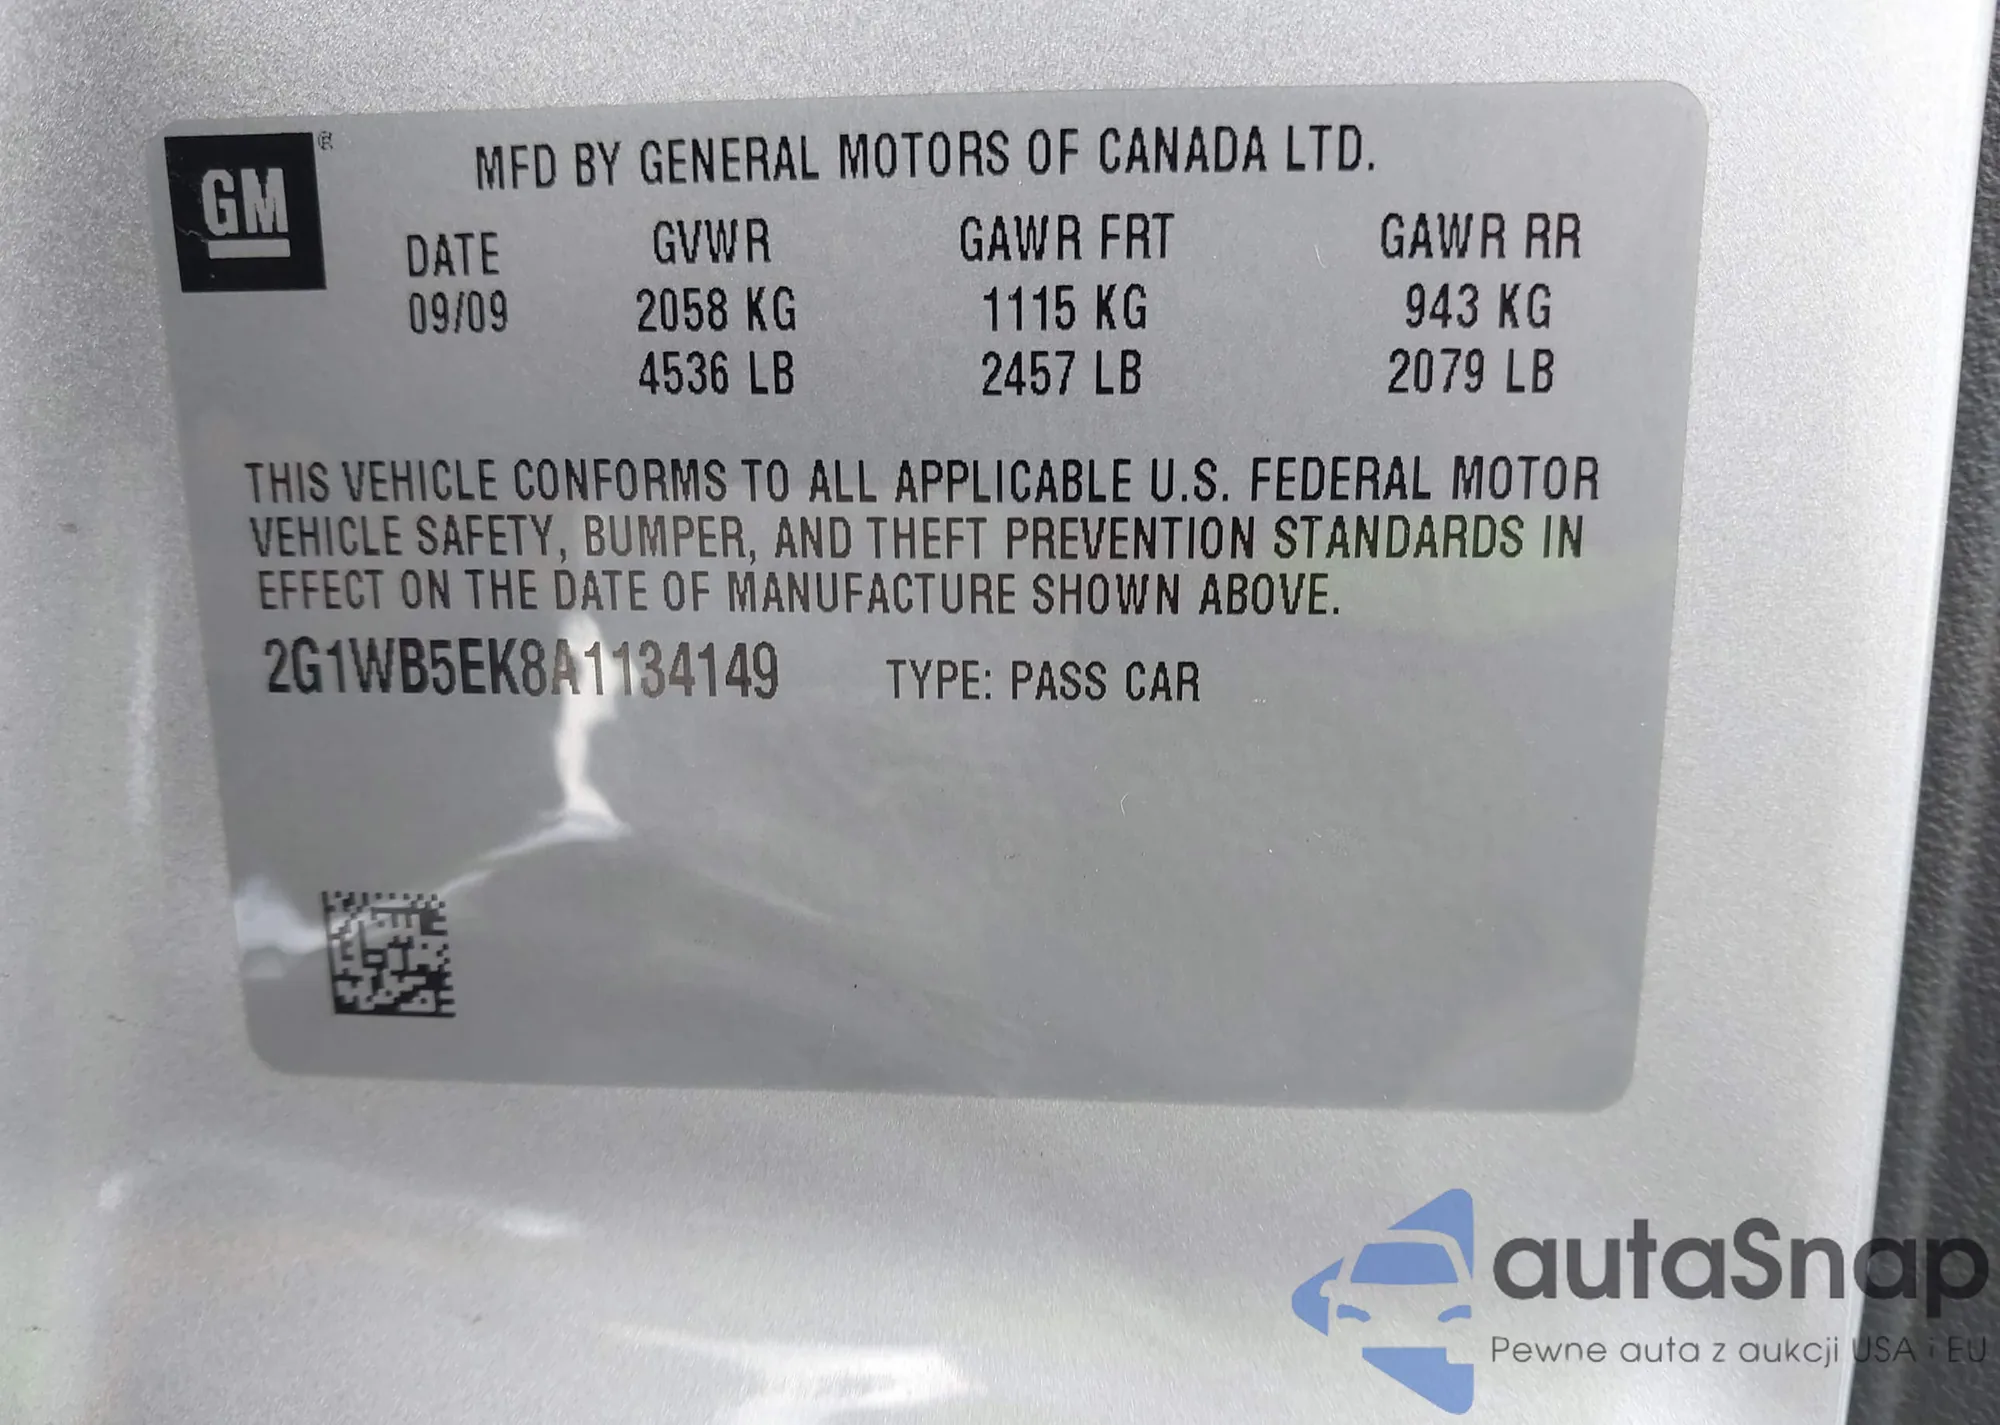 GM ®
MFD BY GENERAL MOTORS OF CANADA LTD.
DATE GVWR GAWR FRT GAWR RR
09/09 2058 KG 1115 KG 943 KG
4536 LB 2457 LB 2079 LB
THIS VEHICLE CONFORMS TO ALL APPLICABLE U.S. FEDERAL MOTOR
VEHICLE SAFETY, BUMPER, AND THEFT PREVENTION STANDARDS IN
EFFECT ON THE DATE OF MANUFACTURE SHOWN ABOVE.
2G1WB5EK8A1134149 TYPE: PASS CAR
autaSnap
Pewne auta z aukcji USA i EU